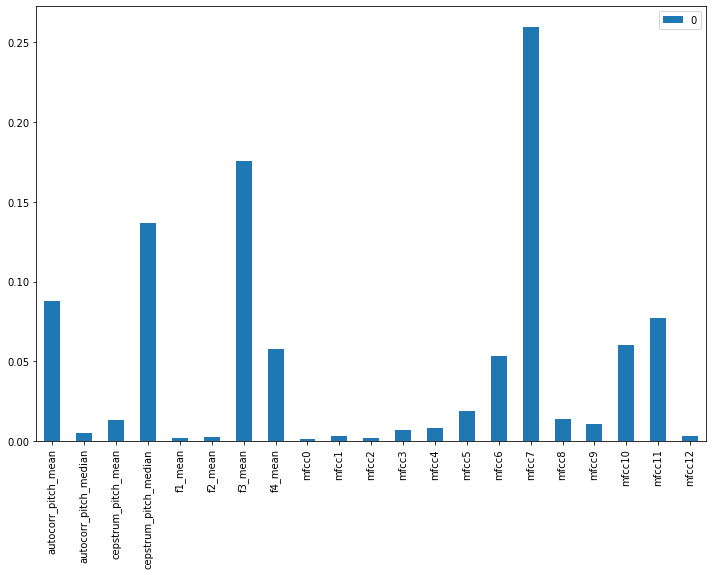 0
0.25
0.20
0.15
0.10
0.05
0.00
autocorr_pitch_mean
autocorr_pitch_median
cepstrum_pitch_mean
cepstrum_pitch_median
f1_mean
f2_mean
f3_mean
f4_mean
mfcc0
mfcc1
mfcc2
mfcc3
mfcc4
mfcc5
mfcc6
mfcc7
mfcc8
mfcc9
mfcc10
mfcc11
mfcc12